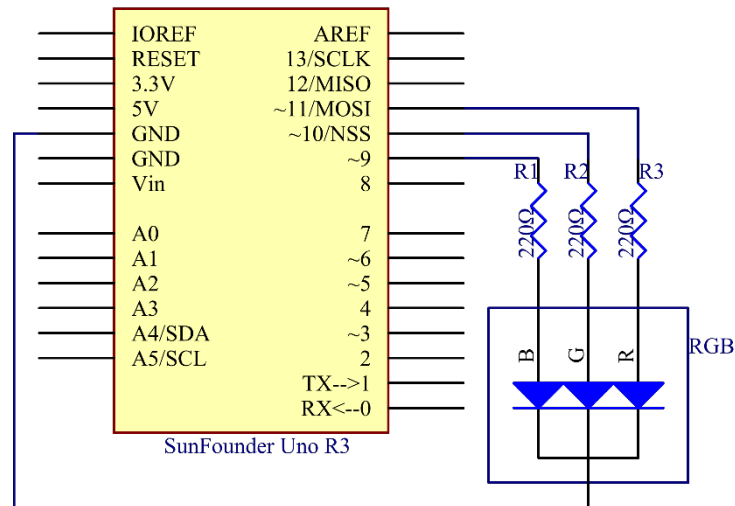 IOREF AREF
RESET 13/SCLK
3.3V 12/MISO
5V ~11/MOSI
GND ~10/NSS
GND ~9
Vin 8
A0 7
A1 ~6
A2 ~5
A3 4
A4/SDA ~3
A5/SCL 2
TX-->1
RX<--0
SunFounder Uno R3
R1 R2 R3
220Ω 220Ω 220Ω
B G R
RGB